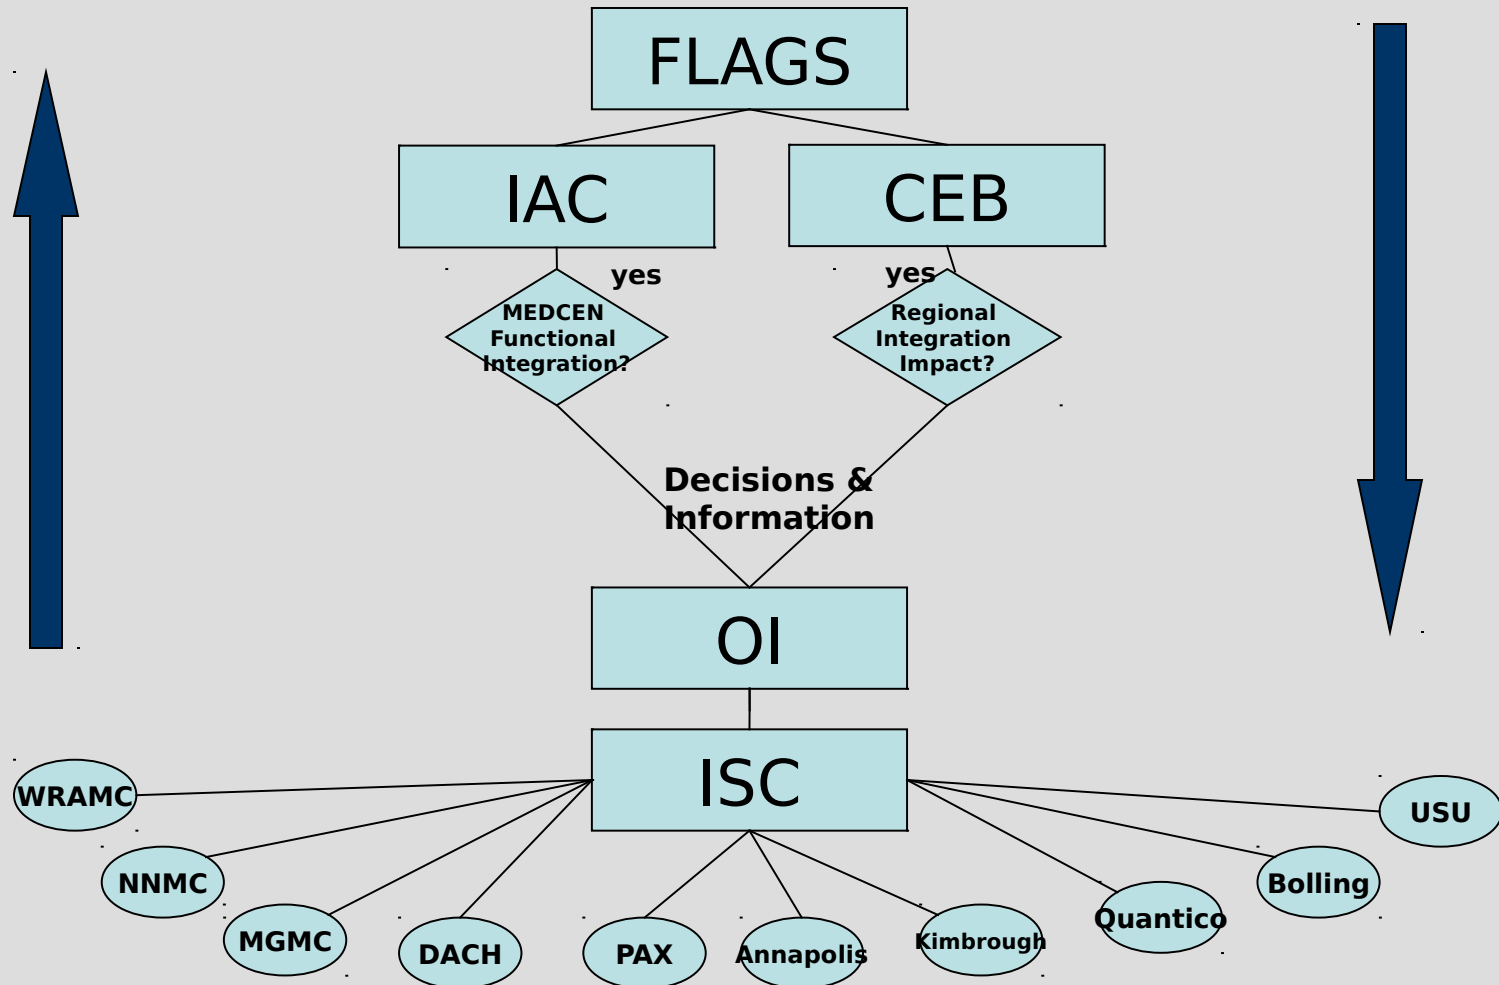 FLAGS
IAC
CEB
yes
yes
MEDCEN
Functional
Integration?
Regional
Integration
Impact?
Decisions &
Information
OI
ISC
WRAMC
NNMC
MGMC
DACH
PAX
Annapolis
Kimbrough
Quantico
Bolling
USU